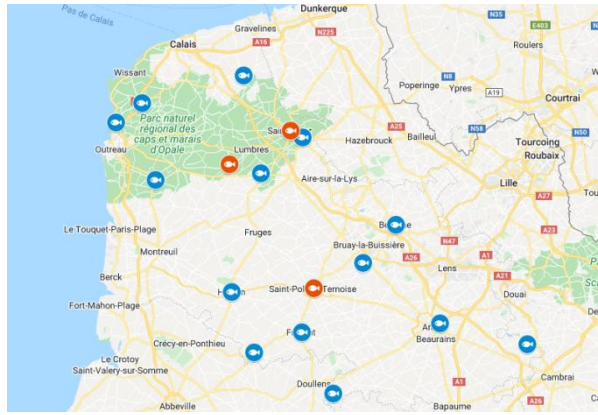 Pas de Calais
Dunkerque
Gravelines
N35
E403
Calais
A16
N225
Roulers
Wissant
N8
Poperinge
Ypres
A19
Courtrai
Parc naturel
régional des
caps et marais
d'Opale
A25
N58
N50
Outreau
Lumbres
Hazebrouck
Bailleul
Tourcoing
Roubaix
Aire-sur-la-Lys
Lille
A27
Le Touquet-Paris-Plage
Fruges
A23
Montreuil
Bruay-la-Buissière
N47
A1
A26
Lens
A21
Berck
Douai
Fort-Mahon-Plage
Crécy-en-Ponthieu
Beaurains
Le Crotoy
Saint-Valery-sur-Somme
Cambrai
Doullens
A1
A26
Abbeville
Bapaume